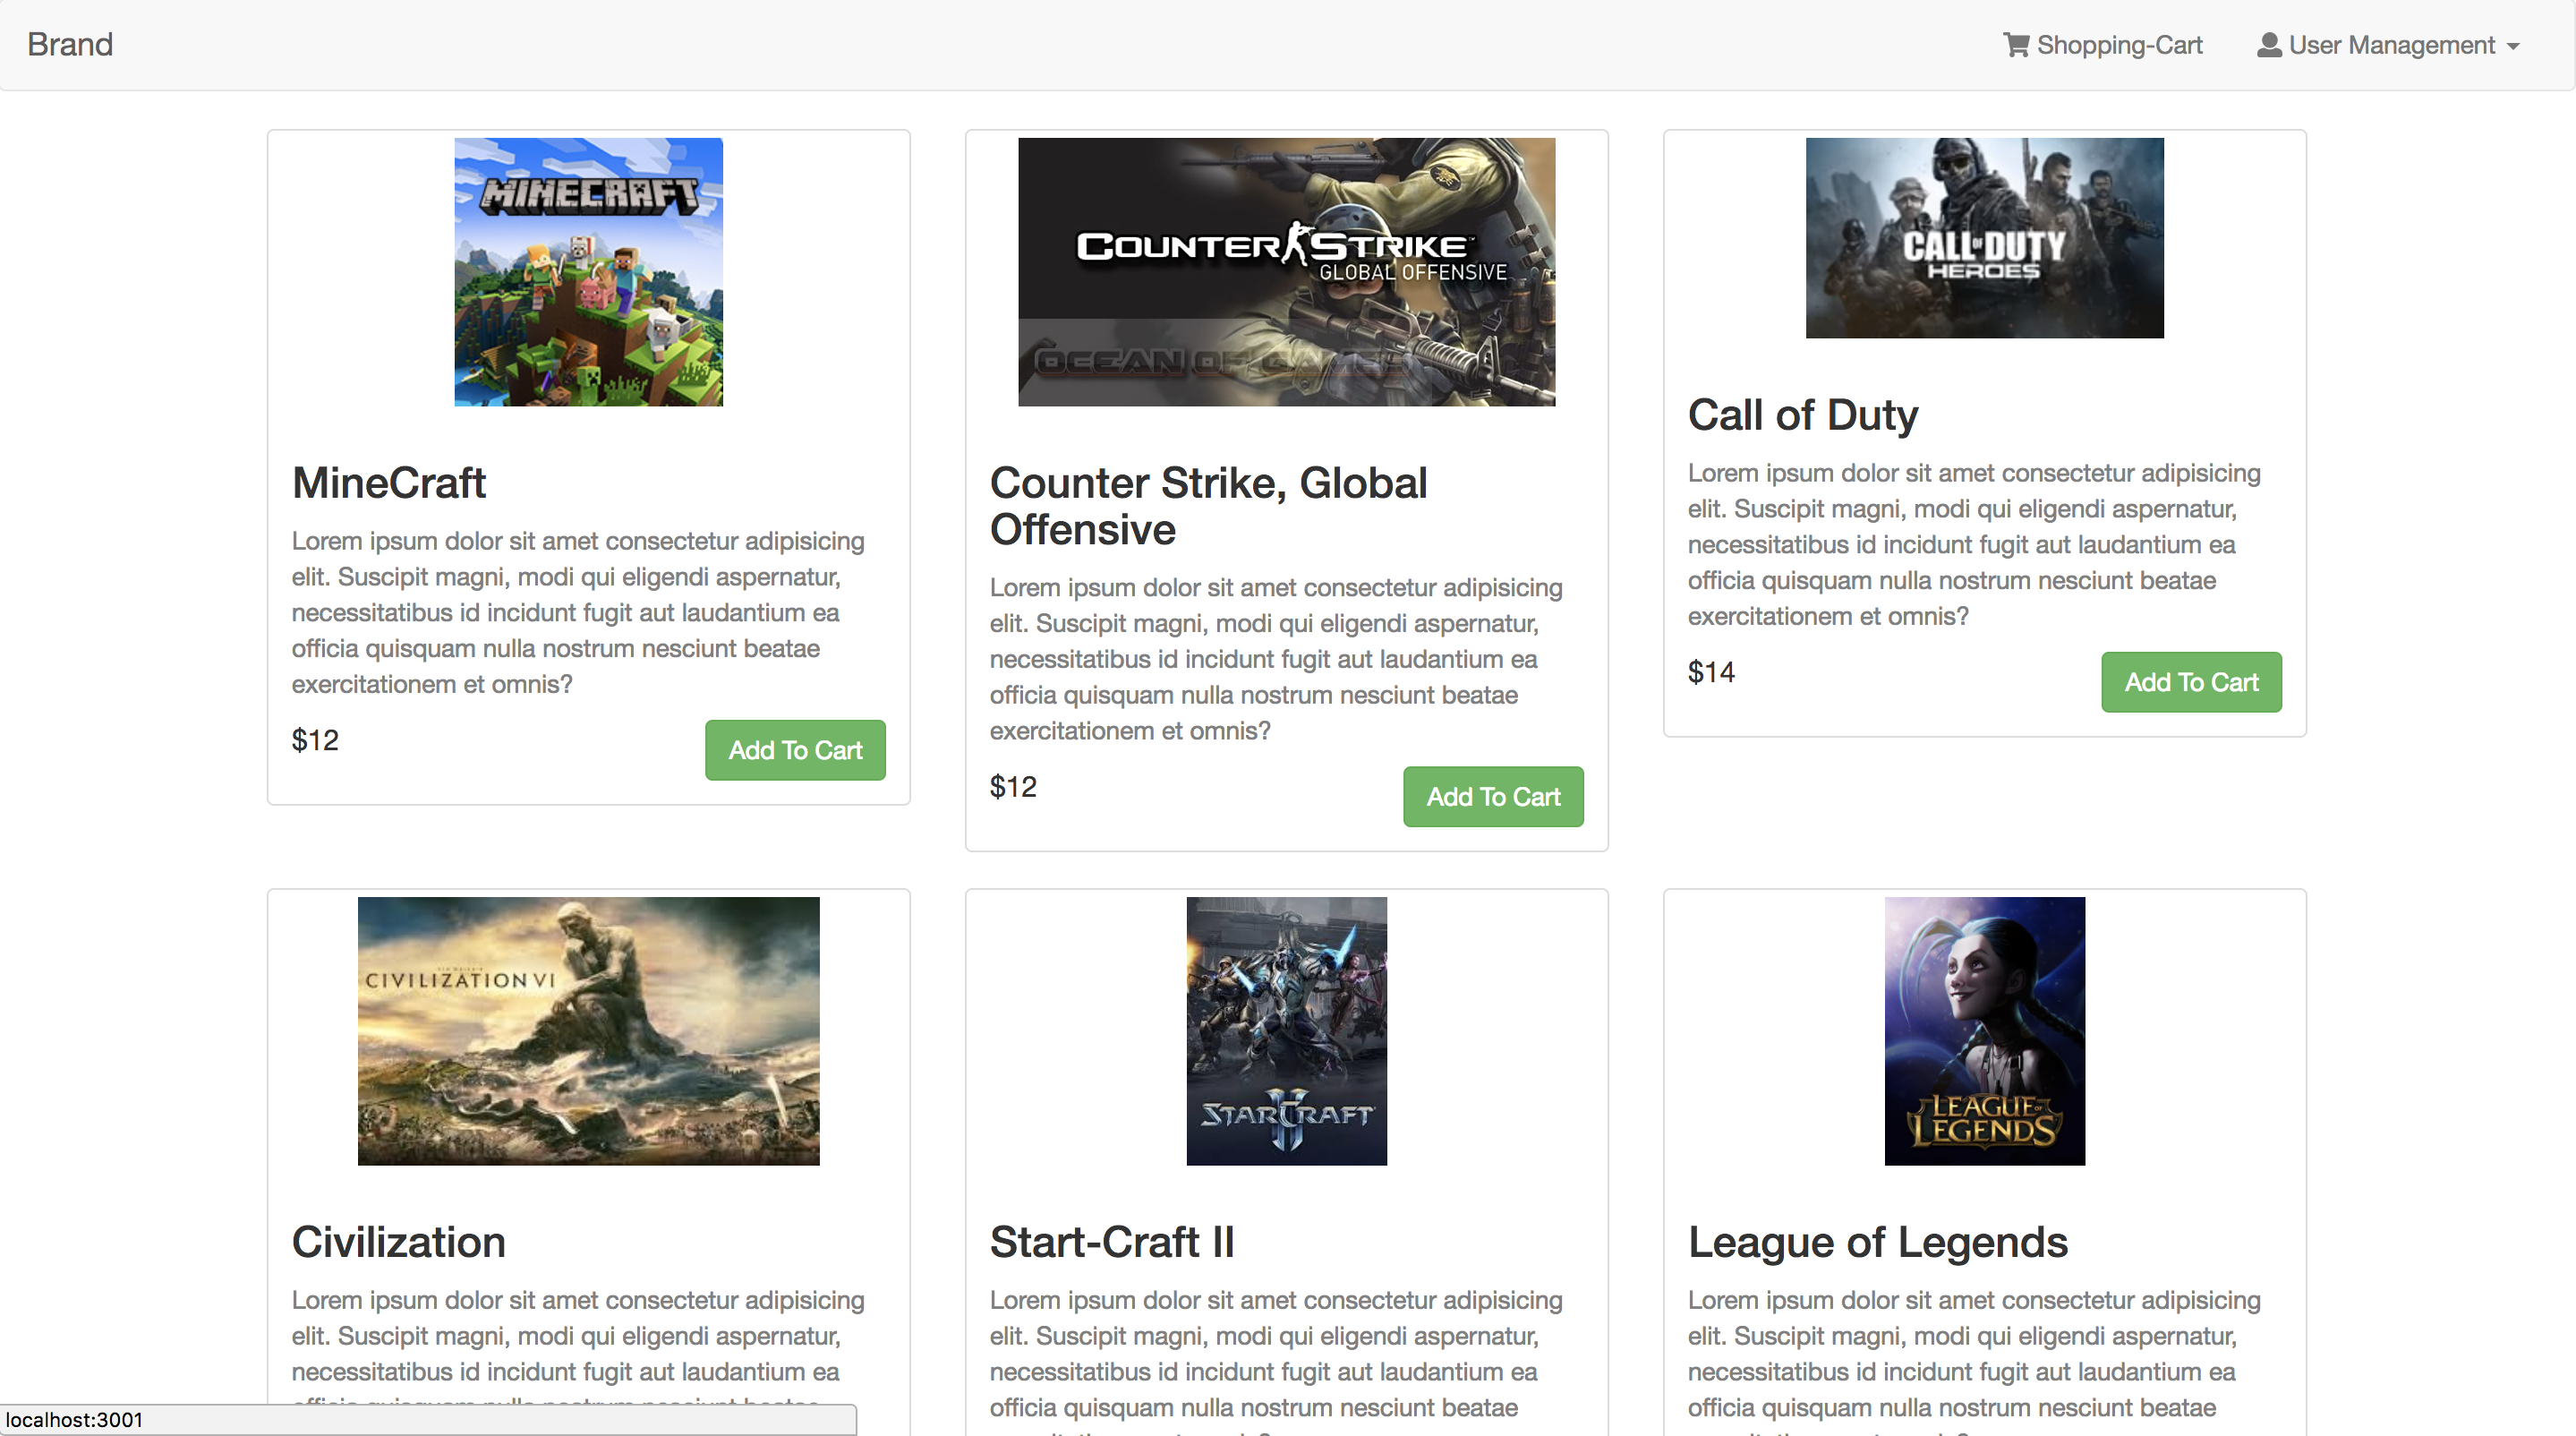 Brand
Shopping-Cart
User Management
MINECRAFT
COUNTER STRIKE
GLOBAL OFFENSIVE
OCEAN OF GAMES
CALL OF DUTY
HEROES
MineCraft
Lorem ipsum dolor sit amet consectetur adipisicing
elit. Suscipit magni, modi qui eligendi aspernatur,
necessitatibus id incidunt fugit aut laudantium ea
officia quisquam nulla nostrum nesciunt beatae
exercitationem et omnis?
$12
Add To Cart
Counter Strike, Global
Offensive
Lorem ipsum dolor sit amet consectetur adipisicing
elit. Suscipit magni, modi qui eligendi aspernatur,
necessitatibus id incidunt fugit aut laudantium ea
officia quisquam nulla nostrum nesciunt beatae
exercitationem et omnis?
$12
Add To Cart
Call of Duty
Lorem ipsum dolor sit amet consectetur adipisicing
elit. Suscipit magni, modi qui eligendi aspernatur,
necessitatibus id incidunt fugit aut laudantium ea
officia quisquam nulla nostrum nesciunt beatae
exercitationem et omnis?
$14
Add To Cart
CIVILIZATION VI
STARCRAFT
II
LEAGUE OF
LEGENDS
Civilization
Lorem ipsum dolor sit amet consectetur adipisicing
elit. Suscipit magni, modi qui eligendi aspernatur,
necessitatibus id incidunt fugit aut laudantium ea
Start-Craft II
Lorem ipsum dolor sit amet consectetur adipisicing
elit. Suscipit magni, modi qui eligendi aspernatur,
necessitatibus id incidunt fugit aut laudantium ea
officia quisquam nulla nostrum nesciunt beatae
League of Legends
Lorem ipsum dolor sit amet consectetur adipisicing
elit. Suscipit magni, modi qui eligendi aspernatur,
necessitatibus id incidunt fugit aut laudantium ea
officia quisquam nulla nostrum nesciunt beatae
localhost:3001